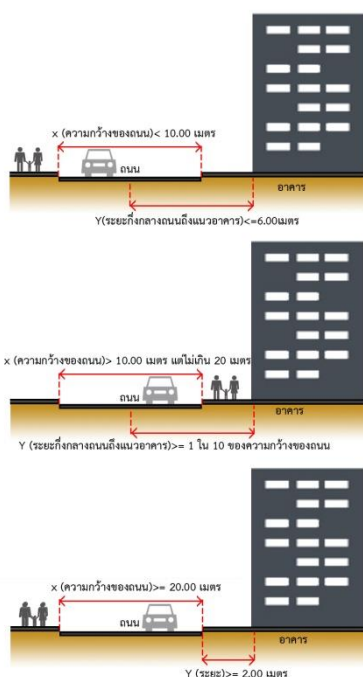 x (ความกว้างของถนน)< 10.00 เมตร
ถนน
อาคาร
Y(ระยะกึ่งกลางถนนถึงแนวอาคาร)<=6.00เมตร
x (ความกว้างของถนน)> 10.00 เมตร แต่ไม่เกิน 20 เมตร
ถนน
อาคาร
Y (ระยะกึ่งกลางถนนถึงแนวอาคาร)>= 1 ใน 10 ของความกว้างของถนน
x (ความกว้างของถนน)>= 20.00 เมตร
ถนน
อาคาร
Y (ระยะ)>= 2.00 เมตร